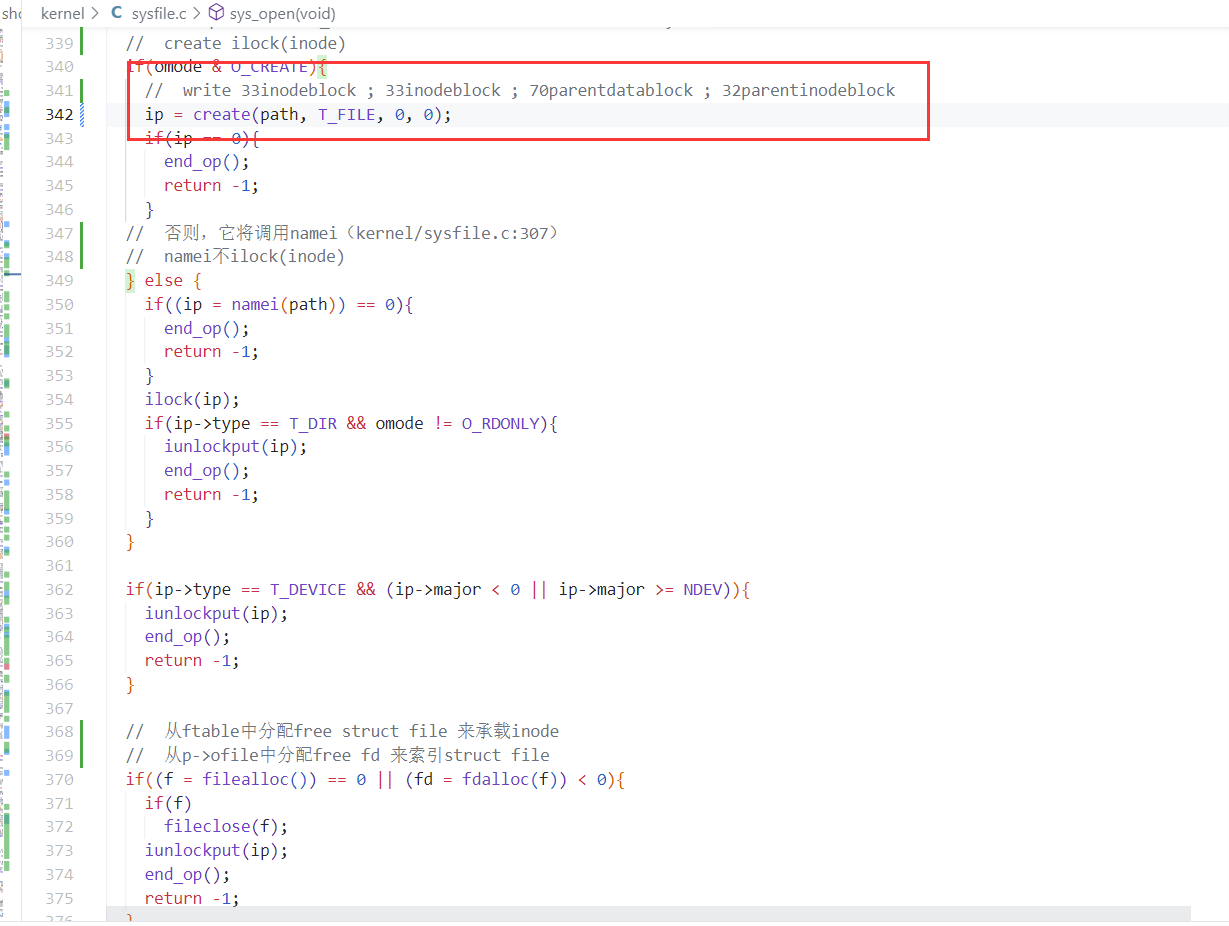 kernel > C sysfile.c > sys_open(void)
339 // create ilock(inode)
340 if(omode & O_CREATE){
341 // write 33inodeblock ; 33inodeblock ; 70parentdatablock ; 32parentinodeblock
342 ip = create(path, T_FILE, 0, 0);
343 if(ip == 0){
344 end_op();
345 return -1;
346 }
347 // 否则，它将调用namei（kernel/sysfile.c:307）
348 // namei不ilock(inode)
349 } else {
350 if((ip = namei(path)) == 0){
351 end_op();
352 return -1;
353 }
354 ilock(ip);
355 if(ip->type == T_DIR && omode != O_RDONLY){
356 iunlockput(ip);
357 end_op();
358 return -1;
359 }
360 }
361
362 if(ip->type == T_DEVICE && (ip->major < 0 || ip->major >= NDEV)){
363 iunlockput(ip);
364 end_op();
365 return -1;
366 }
367
368 // 从ftable中分配free struct file 来承载inode
369 // 从p->ofile中分配free fd 来索引struct file
370 if((f = filealloc()) == 0 || (fd = fdalloc(f)) < 0){
371 if(f)
372 fileclose(f);
373 iunlockput(ip);
374 end_op();
375 return -1;
376 }